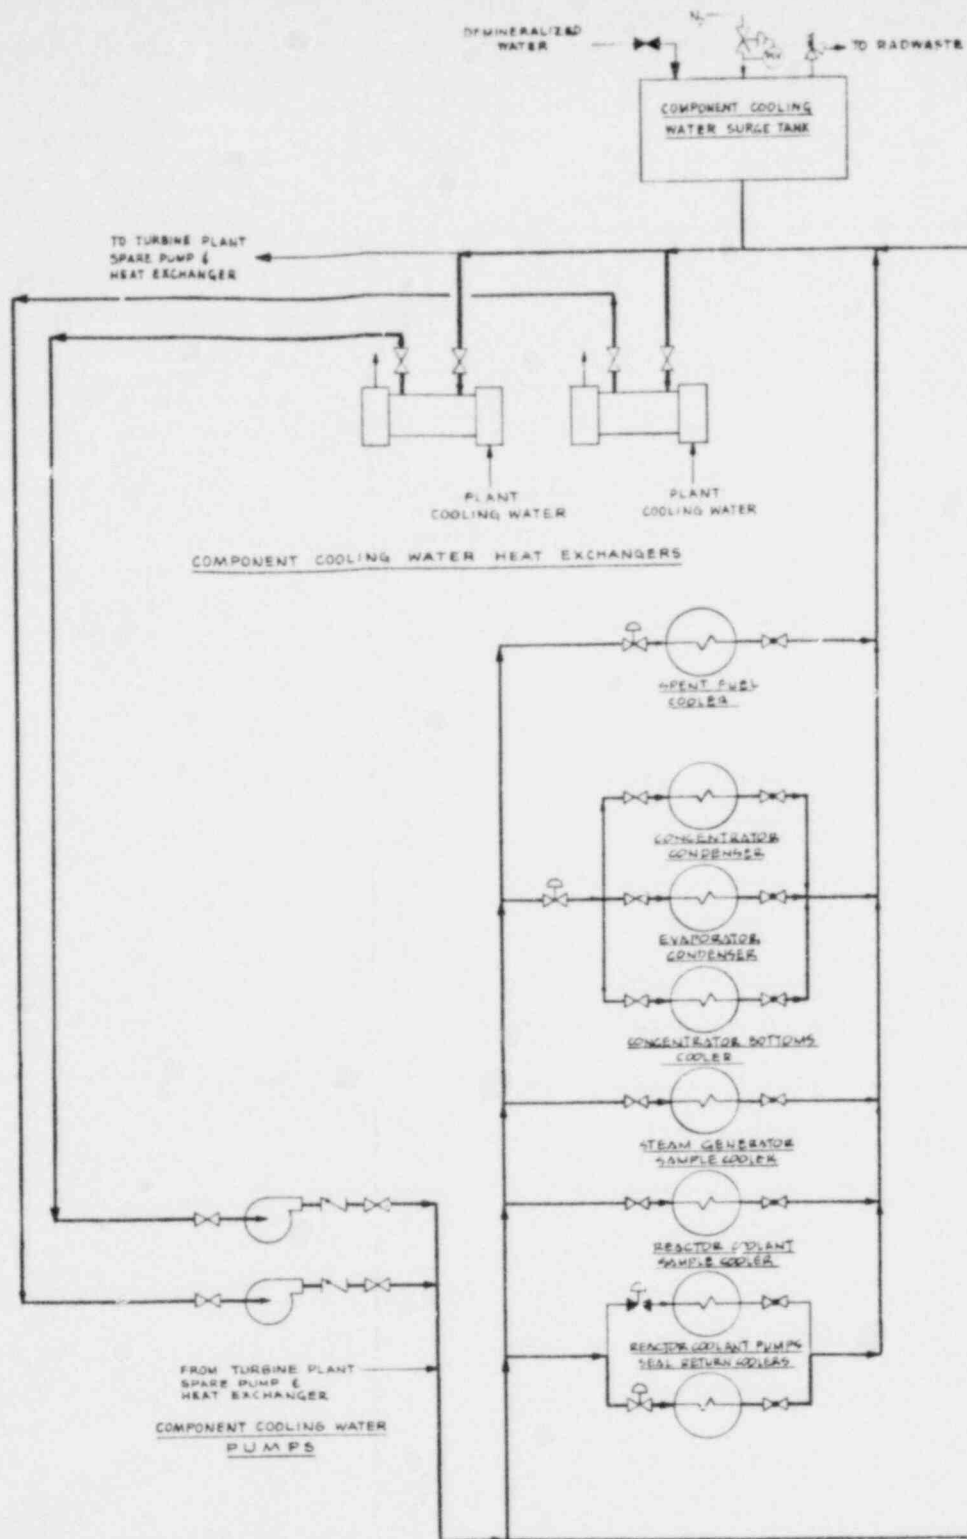 DEMINERALIZED
WATER
N2
TO RADWASTE
COMPONENT COOLING
WATER SURGE TANK
TO TURBINE PLANT
SPARE PUMP &
HEAT EXCHANGER
PLANT
COOLING WATER
PLANT
COOLING WATER
COMPONENT COOLING WATER HEAT EXCHANGERS
SPENT FUEL
COOLER
CONCENTRATOR
CONDENSER
EVAPORATOR
CONDENSER
CONCENTRATOR BOTTOMS
COOLER
STEAM GENERATOR
SAMPLE COOLER
REACTOR COOLANT
SAMPLE COOLER
REACTOR COOLANT PUMPS
SEAL RETURN COOLERS
FROM TURBINE PLANT
SPARE PUMP &
HEAT EXCHANGER
COMPONENT COOLING WATER
PUMPS